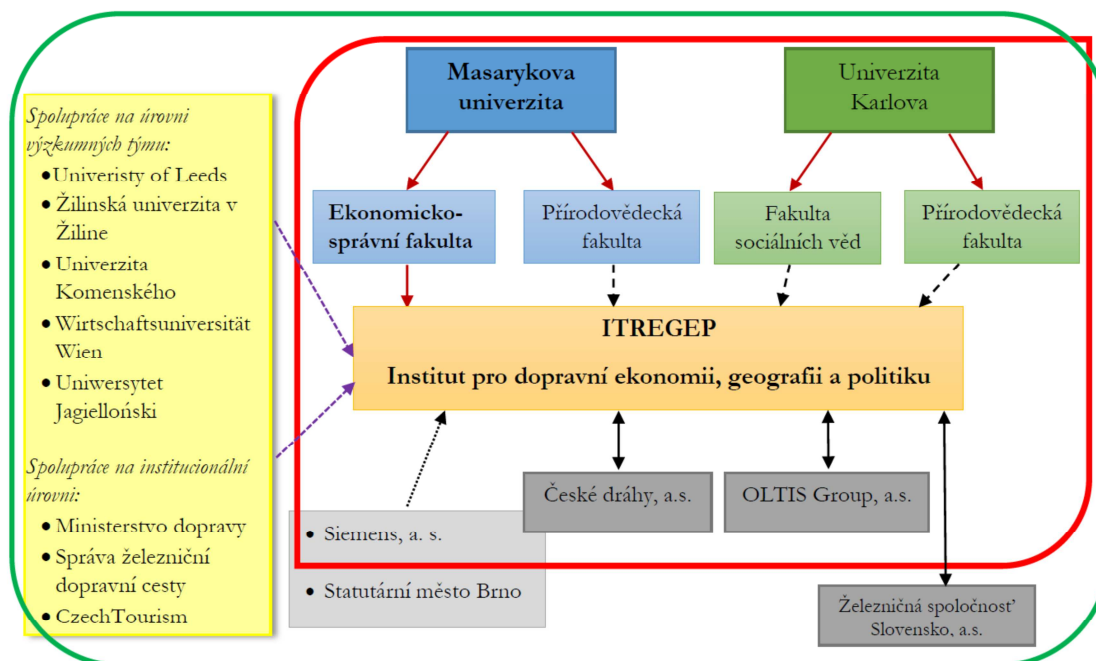 Masarykova
univerzita
Univerzita
Karlova
Spolupráce na úrovni
výzkumných týmu:
• Univeristy of Leeds
• Žilinská univerzita v
Žiline
• Univerzita
Komenského
• Wirtschaftsuniversität
Wien
• Uniwersytet
Jagielloński
Spolupráce na institucionální
úrovni:
• Ministerstvo dopravy
• Správa železniční
dopravní cesty
• CzechTourism
Ekonomicko-
správní fakulta
Přírodovědecká
fakulta
Fakulta
sociálních věd
Přírodovědecká
fakulta
ITREGEP
Institut pro dopravní ekonomii, geografii a politiku
České dráhy, a.s.
OLTIS Group, a.s.
• Siemens, a. s.
• Statutární město Brno
Železničná spoločnosť
Slovensko, a.s.